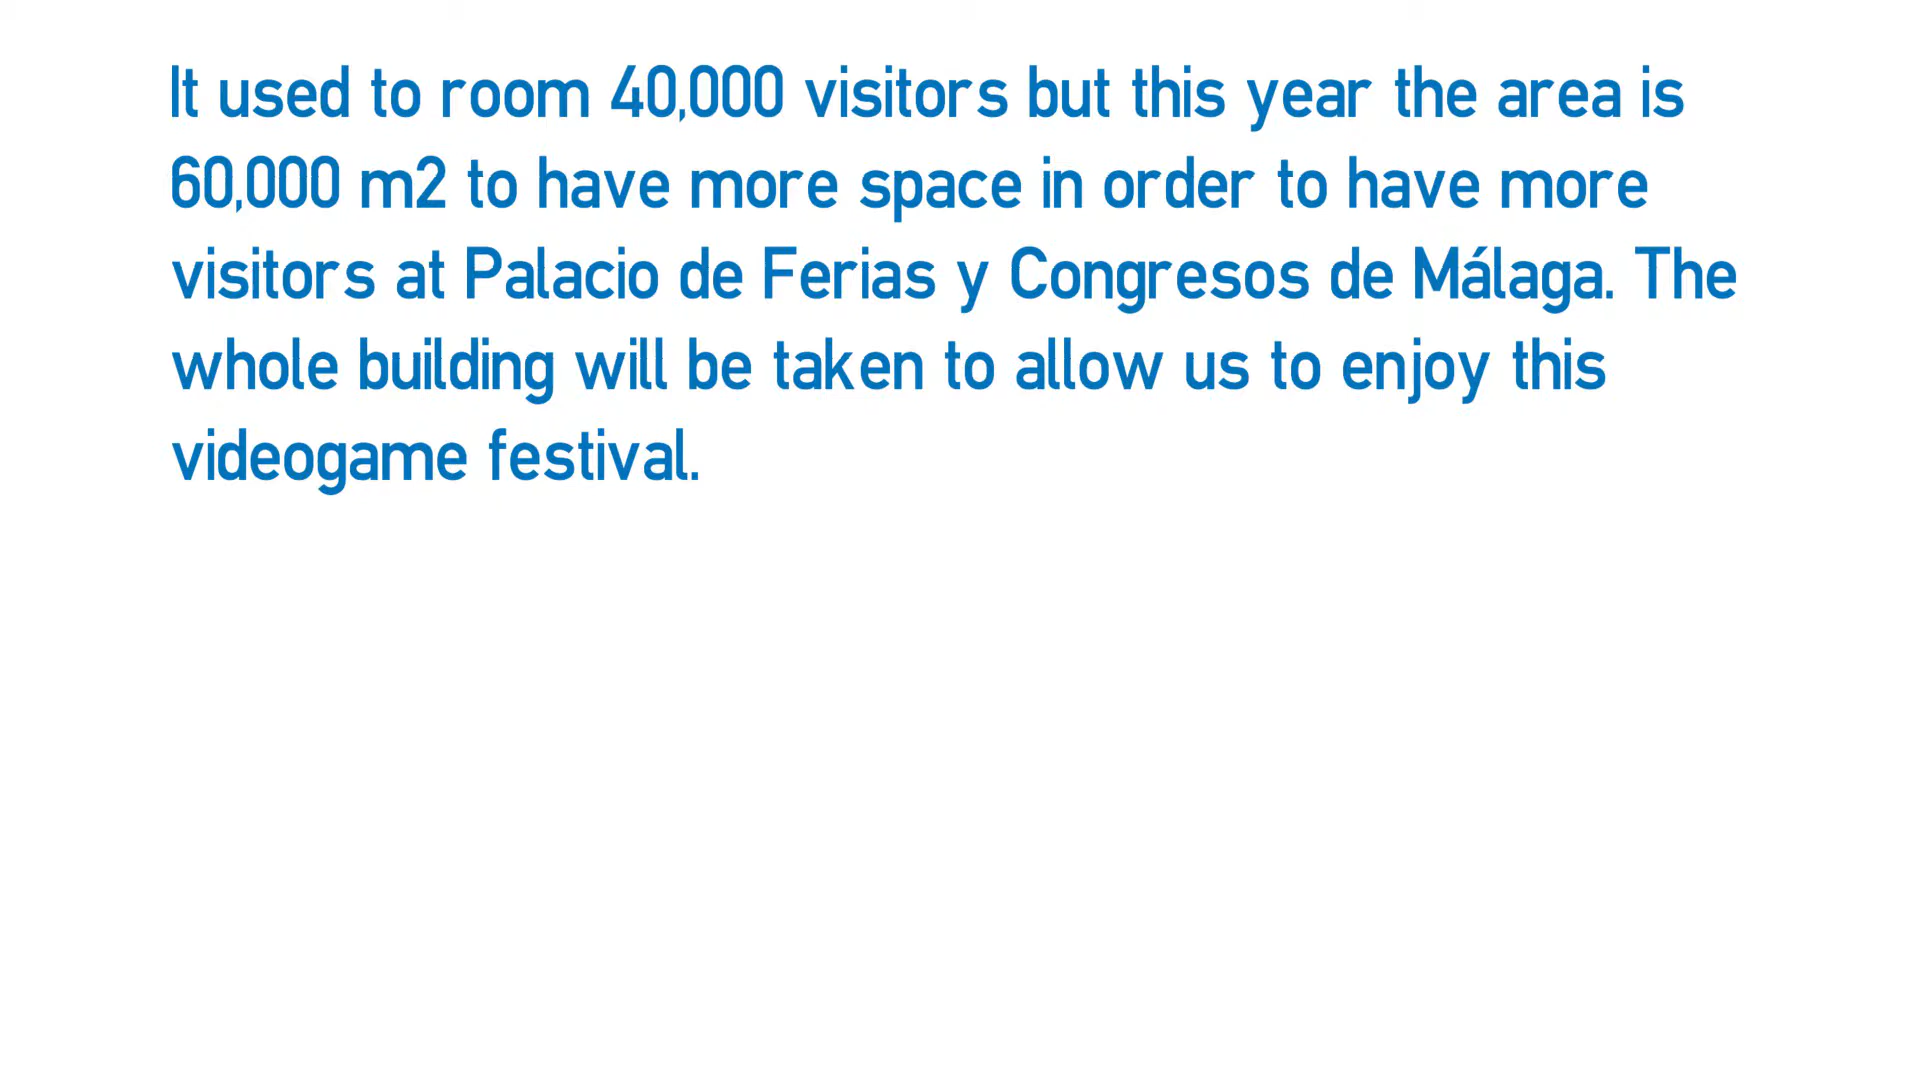 It used to room 40,000 visitors but this year the area is
60,000 m2 to have more space in order to have more
visitors at Palacio de Ferias y Congresos de Málaga. The
whole building will be taken to allow us to enjoy this
videogame festival.